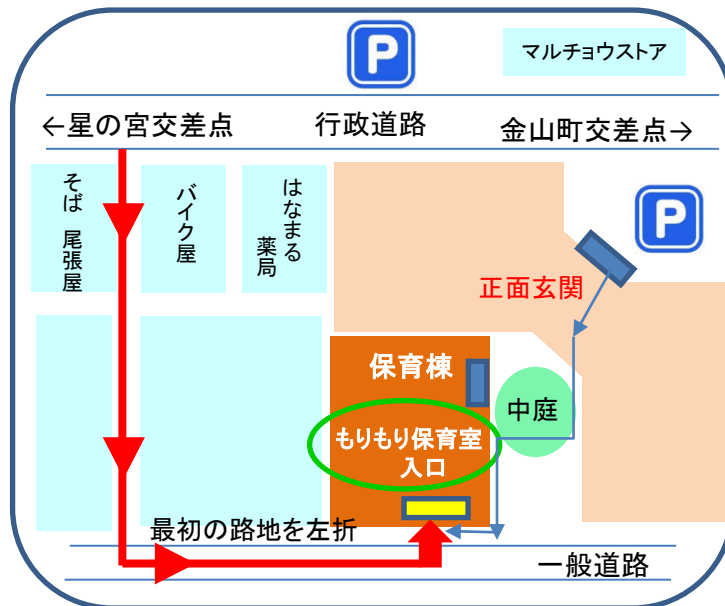 P
マルチョウストア
←星の宮交差点
行政道路
金山町交差点→
そば 尾張屋
バイク屋
はなまる
薬局
P
正面玄関
保育棟
中庭
もりもり保育室
入口
最初の路地を左折
一般道路